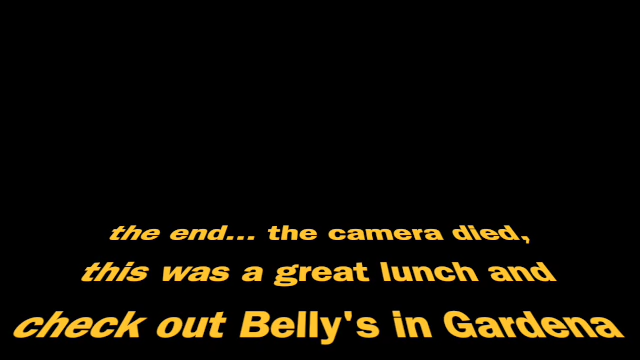 the end... the camera died,
this was a great lunch and
check out Belly's in Gardena